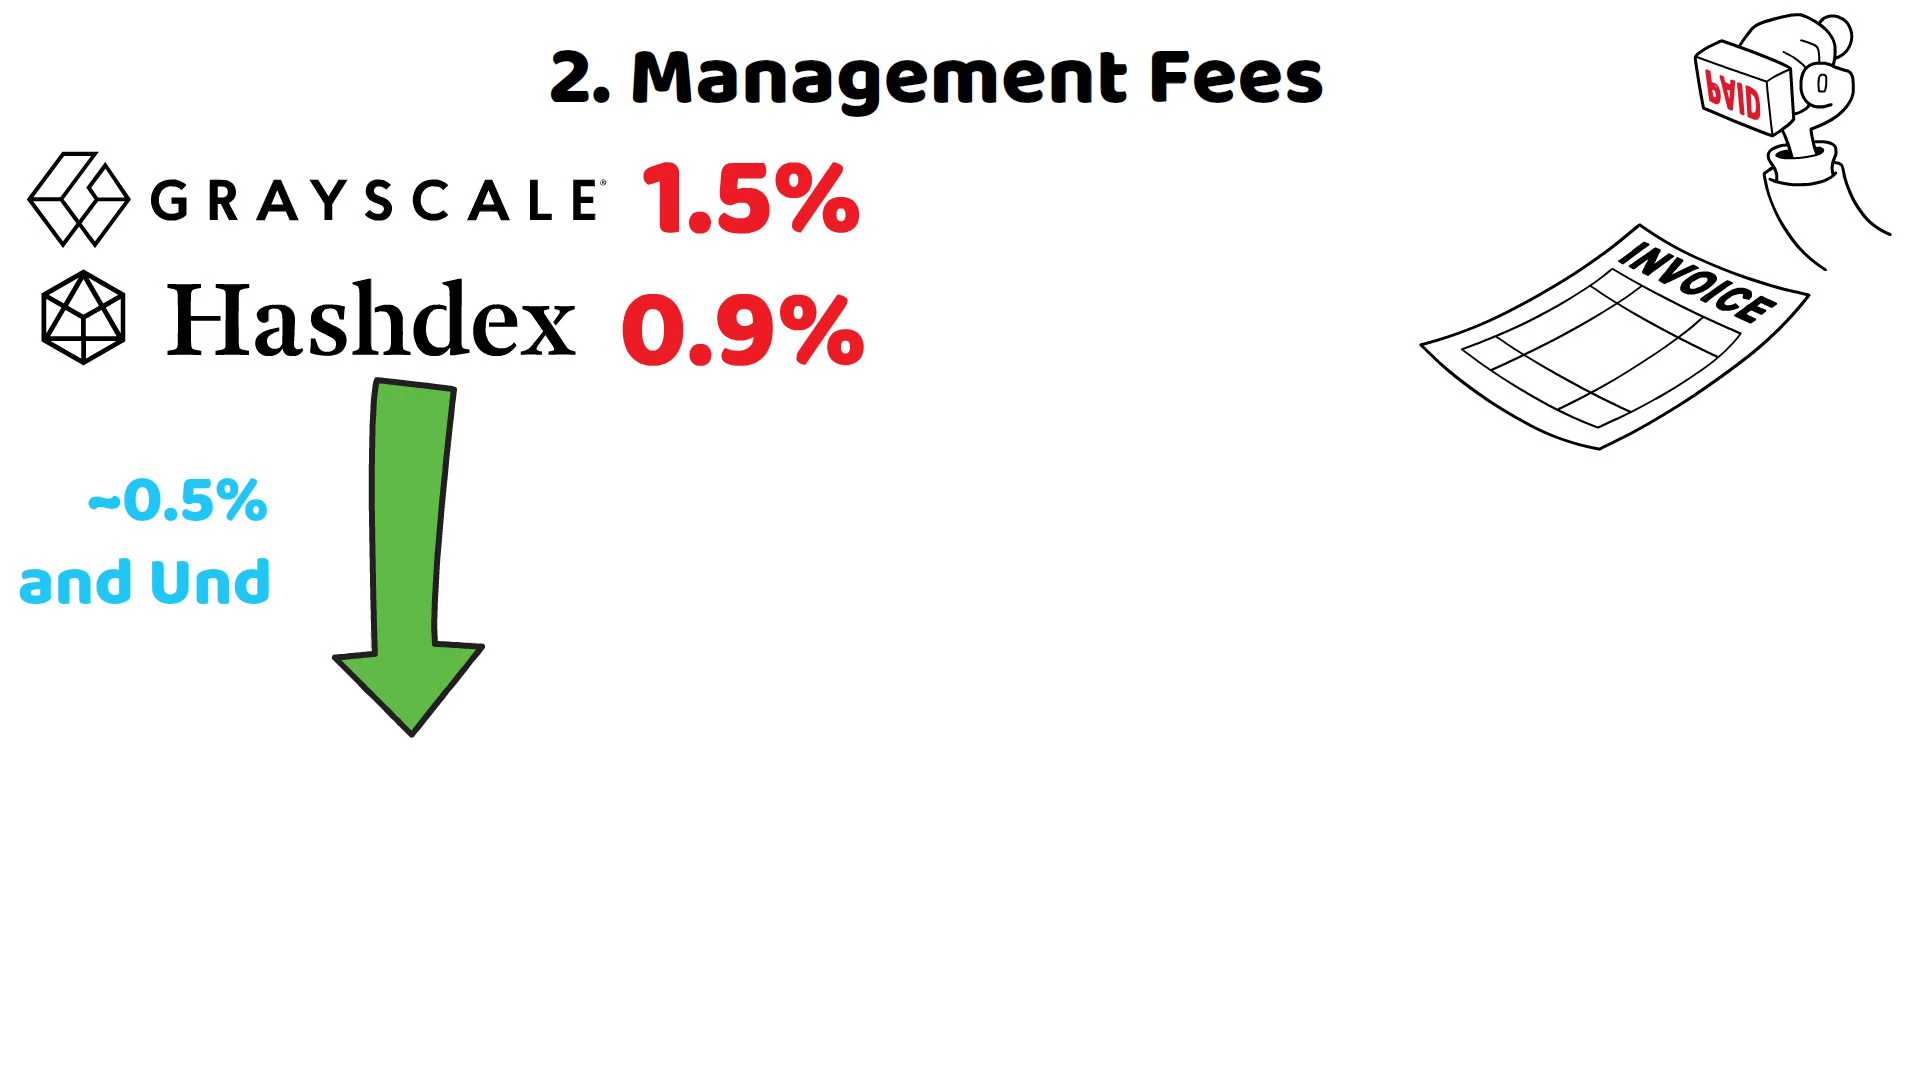 2. Management Fees
PAID
GRAYSCALE® 1.5%
INVOICE
Hashdex 0.9%
~0.5%
and Und